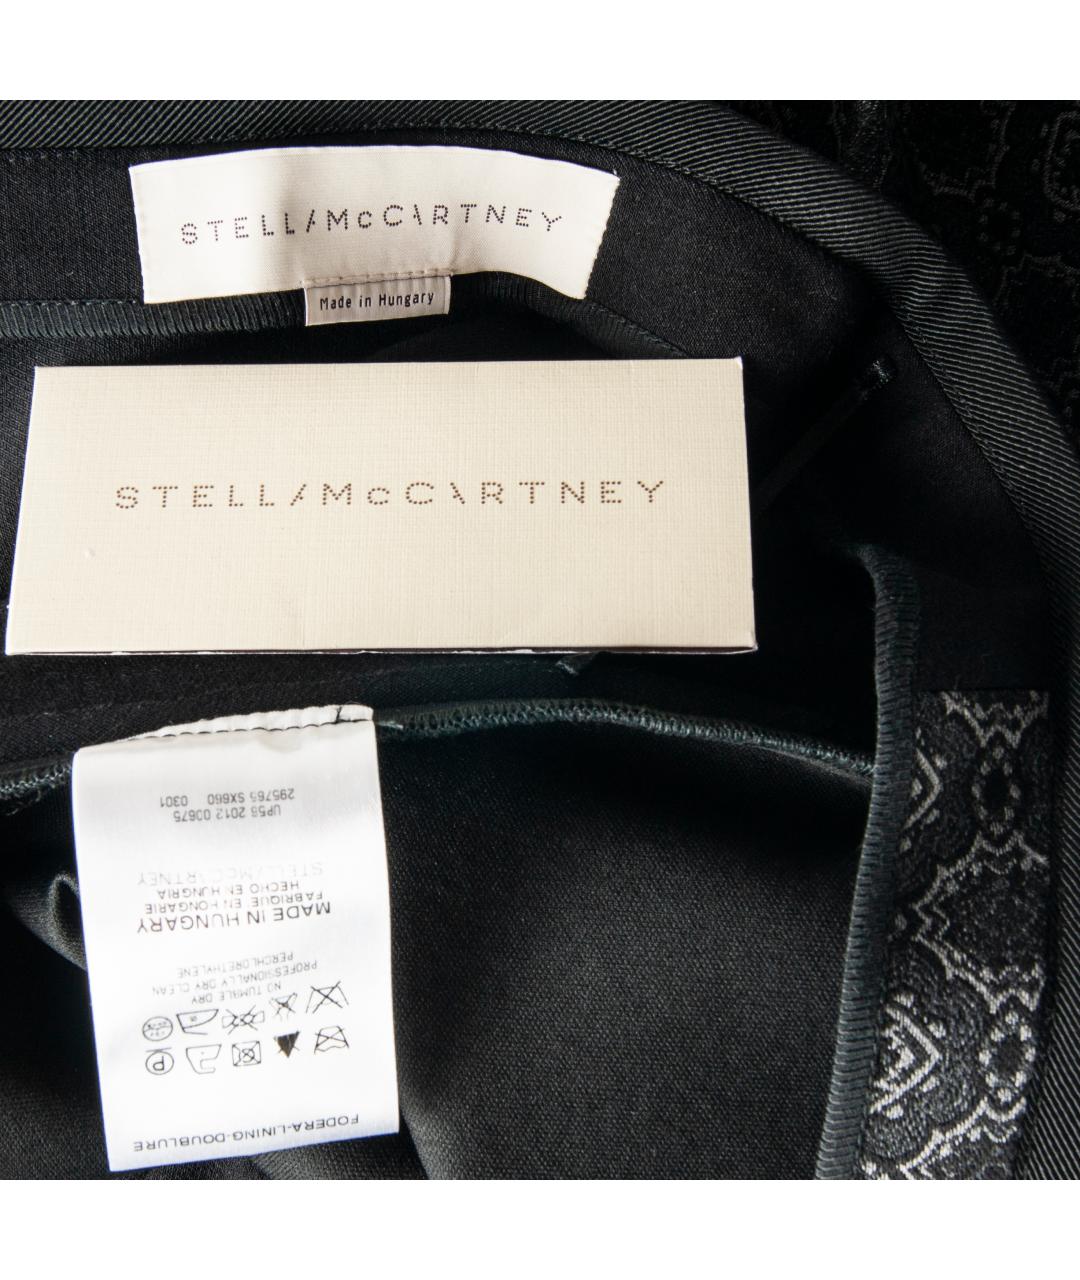 STELLA McCARTNEY
Made in Hungary
STELLA McCARTNEY
FODERA-LINING-DOUBLURE
P
NO TUMBLE DRY
PROFESSIONALLY DRY CLEAN
PERCHLORETHYLENE
MADE IN HUNGARY
FABRIQUE EN HONGRIE
HECHO EN HUNGRIA
STELLA McCARTNEY
UP56 2012 00675
295765 SX660 0301